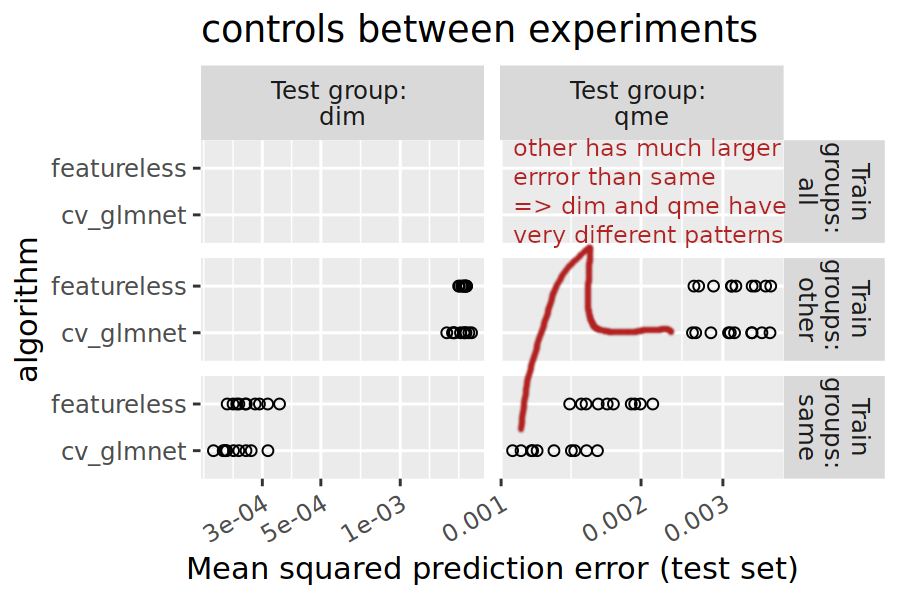 controls between experiments
Test group:
dim
Test group:
qme
other has much larger
errror than same
=> dim and qme have
very different patterns
featureless
cv_glmnet
Train
groups:
all
featureless
cv_glmnet
Train
groups:
other
featureless
cv_glmnet
Train
groups:
same
algorithm
3e-04
5e-04
1e-03
0.001
0.002
0.003
Mean squared prediction error (test set)